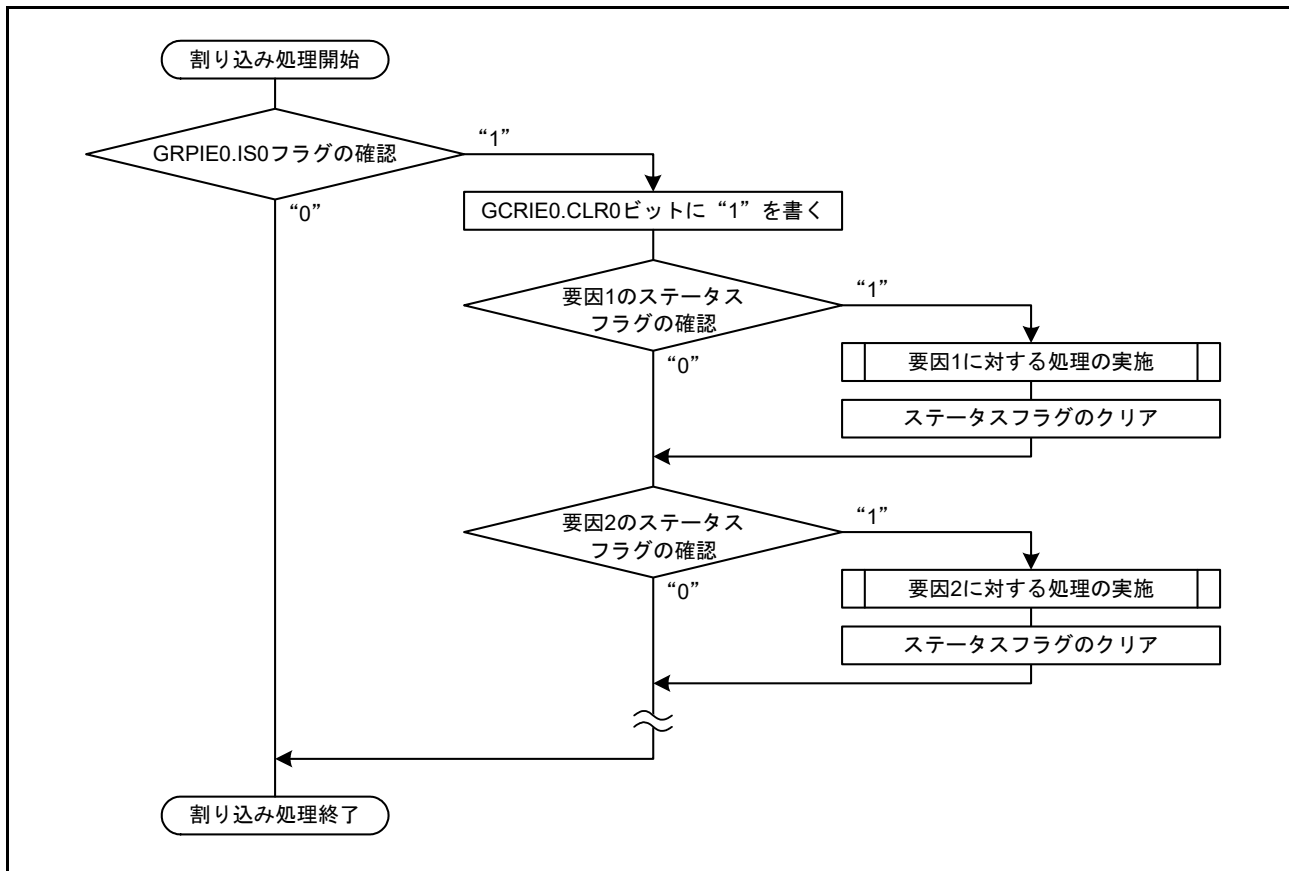 割り込み処理開始
GRPIE0.IS0フラグの確認
“1”
“0”
GCRIE0.CLR0ビットに“1”を書く
要因1のステータス
フラグの確認
“1”
“0”
要因1に対する処理の実施
ステータスフラグのクリア
要因2のステータス
フラグの確認
“1”
“0”
要因2に対する処理の実施
ステータスフラグのクリア
割り込み処理終了